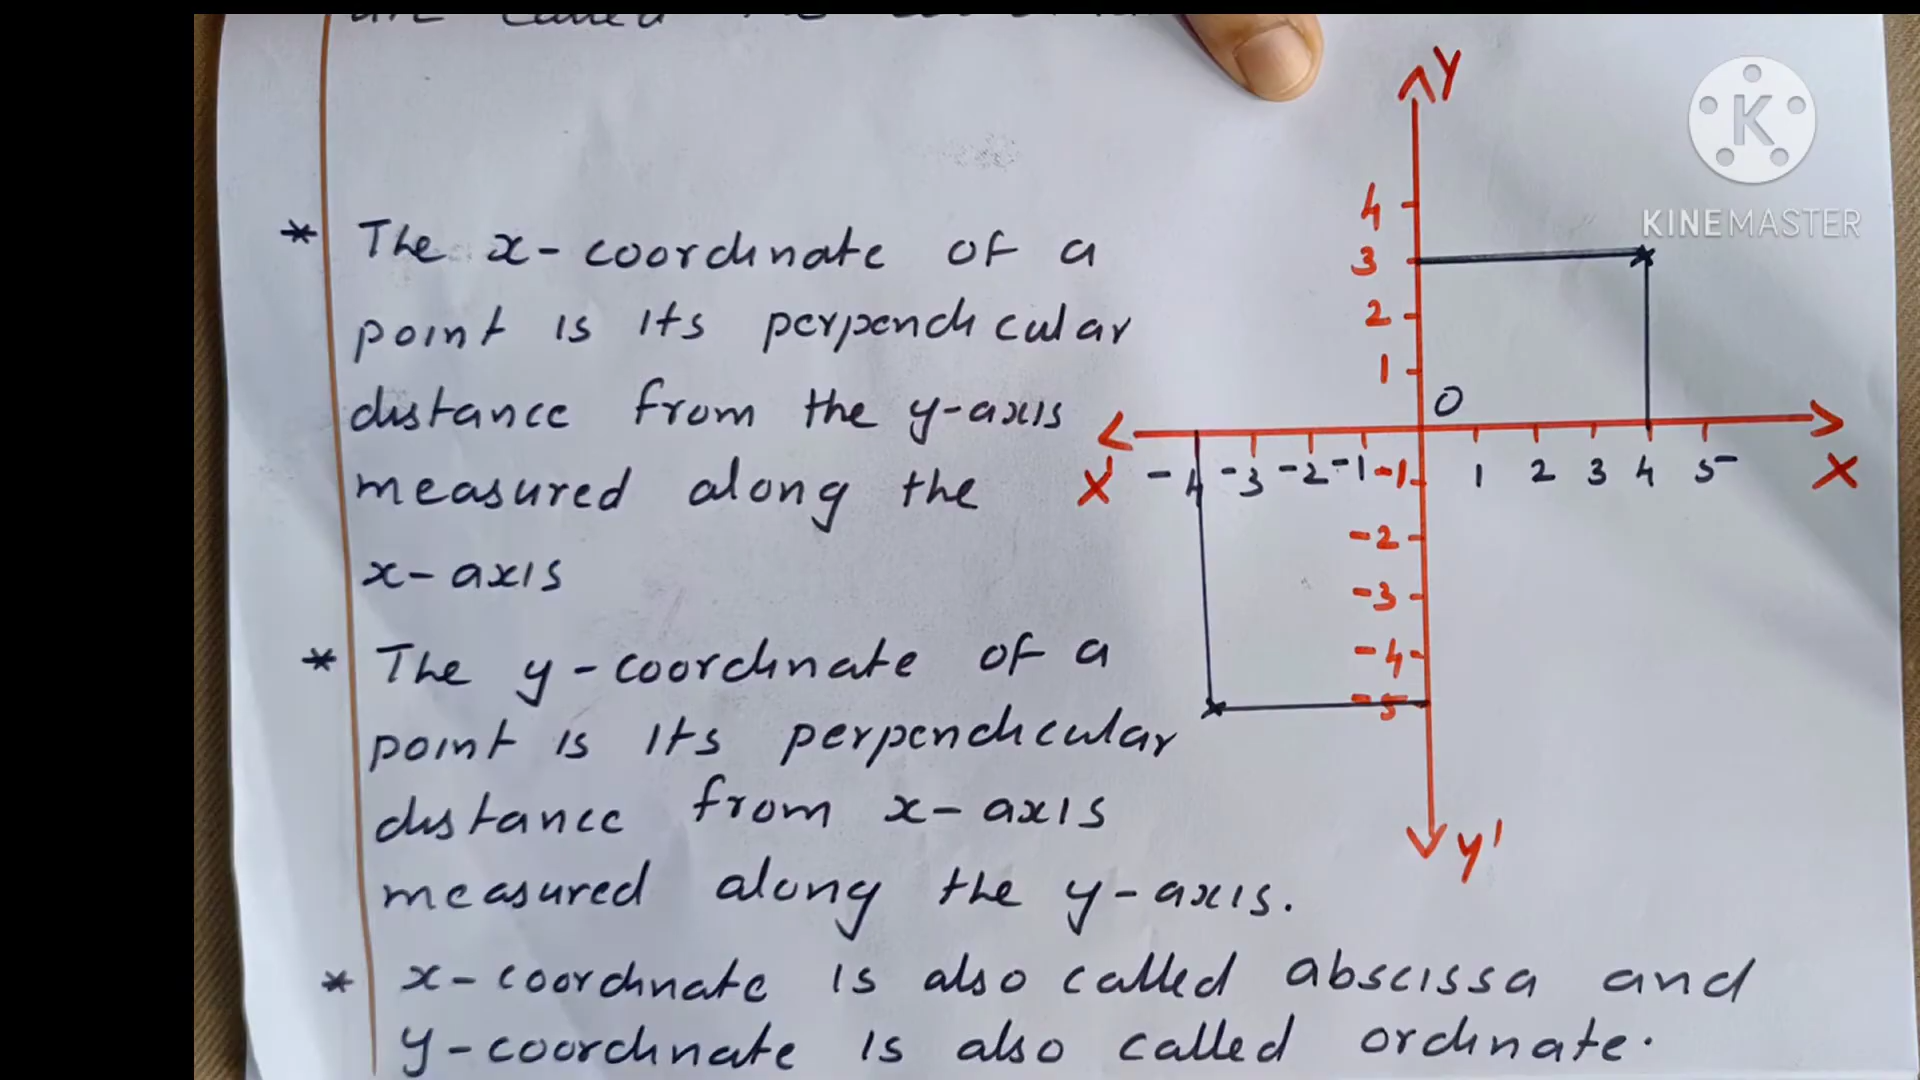 called
* The x-coordinate of a
point is its perpendicular
distance from the y-axis
measured along the
x-axis
* The y-coordinate of a
point is its perpendicular
distance from x-axis
measured along the y-axis.
* x-coordinate is also called abscissa and
y-coordinate is also called ordinate.
Y
4
3
2
1
O
X' -4 -3 -2 -1 1 2 3 4 5 X
-1
-2
-3
-4
-5
Y'
K
KINEMASTER